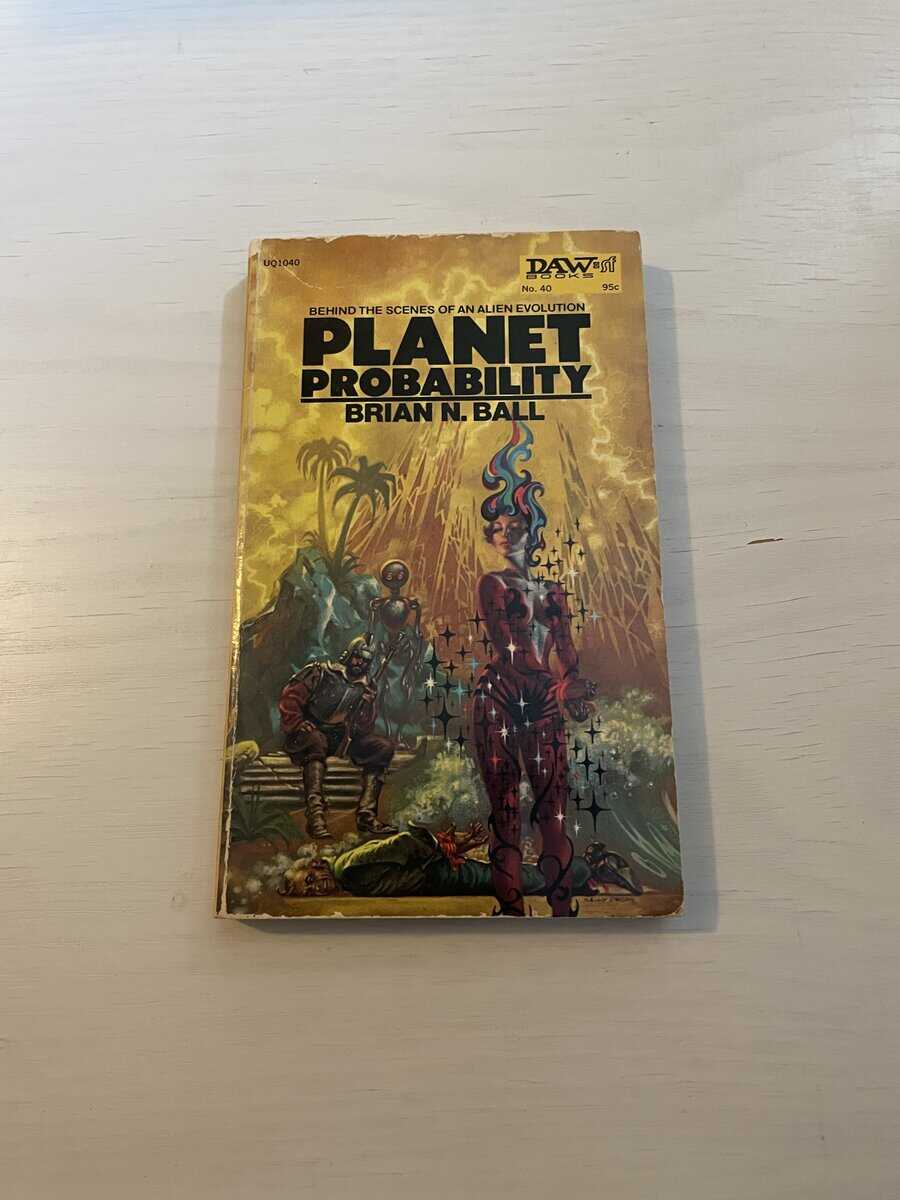 UQ1040
DAW sf
BOOKS
No. 40 95c
BEHIND THE SCENES OF AN ALIEN EVOLUTION
PLANET
PROBABILITY
BRIAN N. BALL